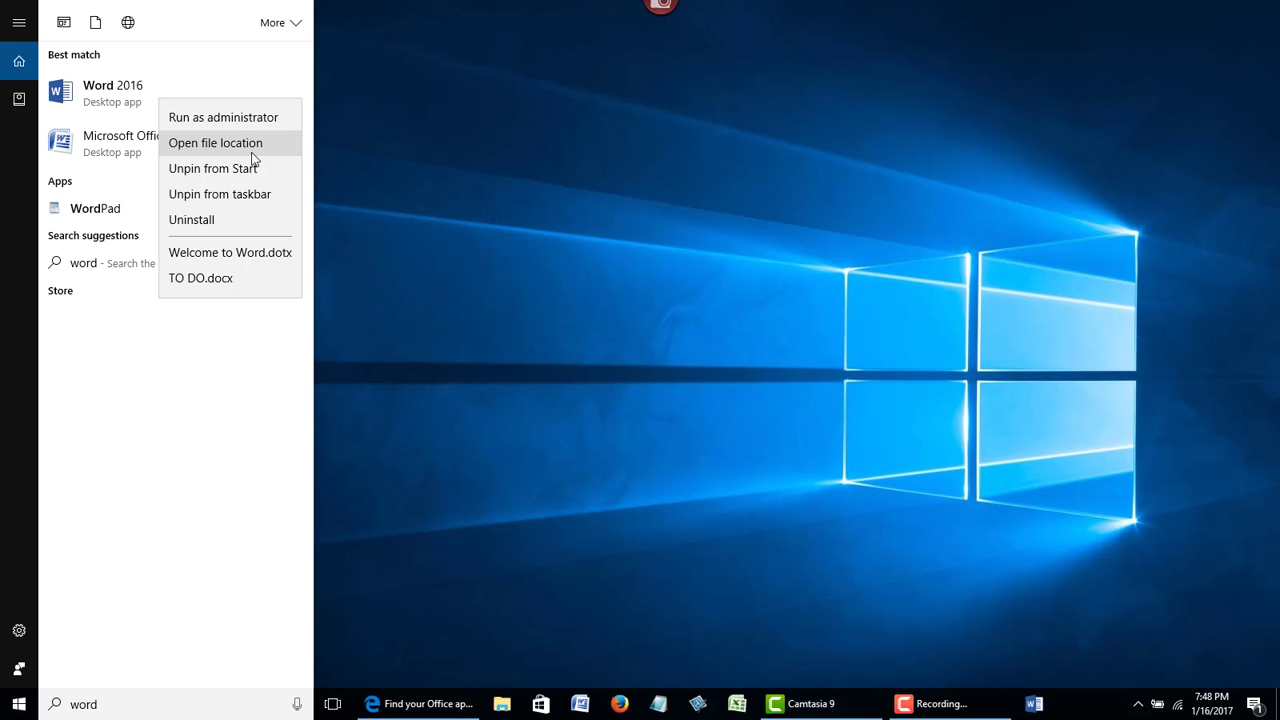 More
Best match
Word 2016
Desktop app
Microsoft Offic
Desktop app
Apps
WordPad
Search suggestions
word - Search the
Store
Run as administrator
Open file location
Unpin from Start
Unpin from taskbar
Uninstall
Welcome to Word.dotx
TO DO.docx
word
Find your Office ap...
Camtasia 9
Recording...
7:48 PM
1/16/2017
1